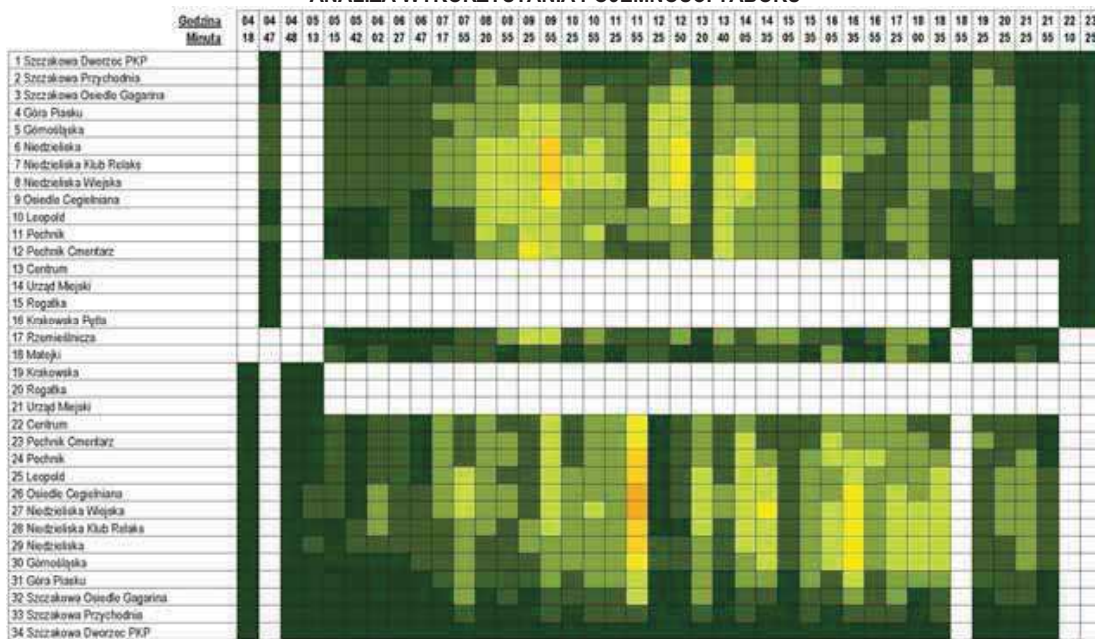 ANALIZA WYKORZYSTANIA POJEMNOŚCI TABORU
Godzina 04 04 04 05 05 05 06 06 06 07 07 08 08 09 09 10 10 11 11 12 12 13 13 14 14 15 15 16 16 16 17 18 18 18 19 20 21 21 22 23
Minuta 18 47 48 13 15 42 02 27 47 17 55 20 55 25 55 25 55 25 55 25 50 20 40 05 35 05 35 05 35 55 25 00 35 55 25 25 25 55 10 25
1 Szczakowa Dworzec PKP
2 Szczakowa Przychodnia
3 Szczakowa Osiedle Gagarina
4 Góra Piasku
5 Górnośląska
6 Niedzieliska
7 Niedzieliska Klub Relaks
8 Niedzieliska Wiejska
9 Osiedle Cegielniana
10 Leopold
11 Pechnik
12 Pechnik Cmentarz
13 Centrum
14 Urząd Miejski
15 Rogatka
16 Krakowska Pętla
17 Rzemieślnicza
18 Matejki
19 Krakowska
20 Rogatka
21 Urząd Miejski
22 Centrum
23 Pechnik Cmentarz
24 Pechnik
25 Leopold
26 Osiedle Cegielniana
27 Niedzieliska Wiejska
28 Niedzieliska Klub Relaks
29 Niedzieliska
30 Górnośląska
31 Góra Piasku
32 Szczakowa Osiedle Gagarina
33 Szczakowa Przychodnia
34 Szczakowa Dworzec PKP